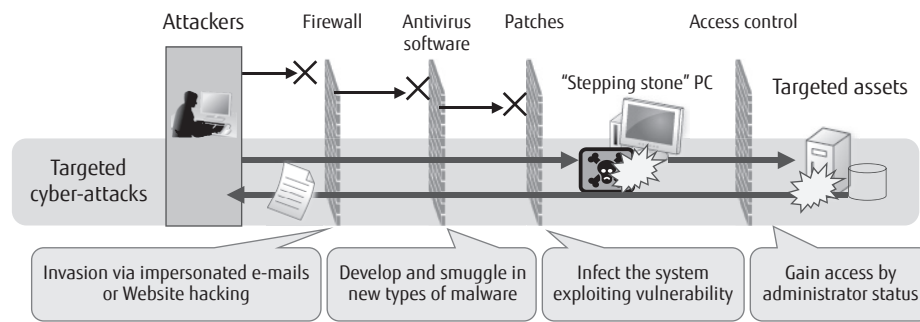 Attackers
Firewall
Antivirus
software
Patches
Access control
“Stepping stone” PC
Targeted assets
Targeted
cyber-attacks
Invasion via impersonated e-mails
or Website hacking
Develop and smuggle in
new types of malware
Infect the system
exploiting vulnerability
Gain access by
administrator status